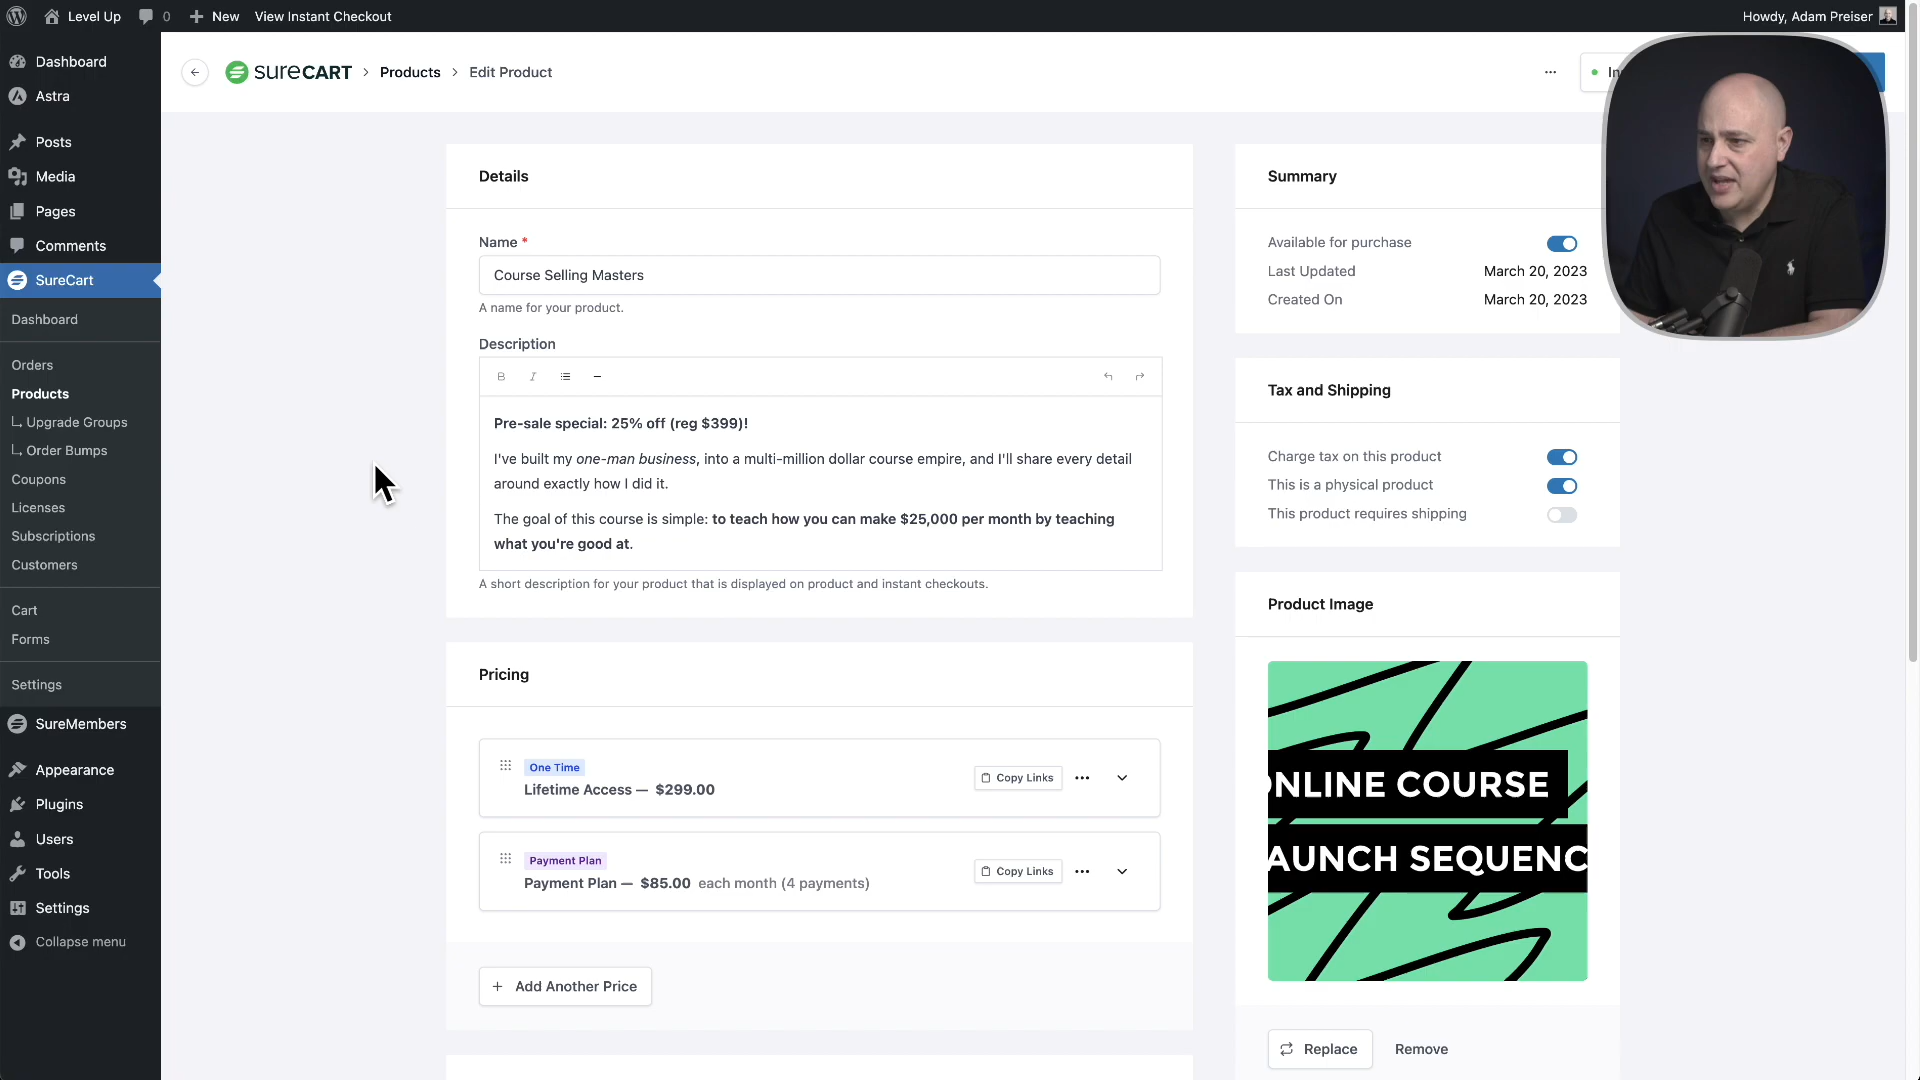 Level Up
0
New
View Instant Checkout
Howdy, Adam Preiser
Dashboard
Astra
Posts
Media
Pages
Comments
SureCart
Dashboard
Orders
Products
Upgrade Groups
Order Bumps
Coupons
Licenses
Subscriptions
Customers
Cart
Forms
Settings
SureMembers
Appearance
Plugins
Users
Tools
Settings
Collapse menu
SURECART > Products > Edit Product
Details
Name *
Course Selling Masters
A name for your product.
Description
B I
Pre-sale special: 25% off (reg $399)!
I've built my one-man business, into a multi-million dollar course empire, and I'll share every detail
around exactly how I did it.
The goal of this course is simple: to teach how you can make $25,000 per month by teaching
what you're good at.
A short description for your product that is displayed on product and instant checkouts.
Pricing
One Time
Lifetime Access — $299.00
Copy Links
Payment Plan
Payment Plan — $85.00 each month (4 payments)
Copy Links
+ Add Another Price
Summary
Available for purchase
Last Updated March 20, 2023
Created On March 20, 2023
Tax and Shipping
Charge tax on this product
This is a physical product
This product requires shipping
Product Image
ONLINE COURSE
AUNCH SEQUENC
Replace
Remove